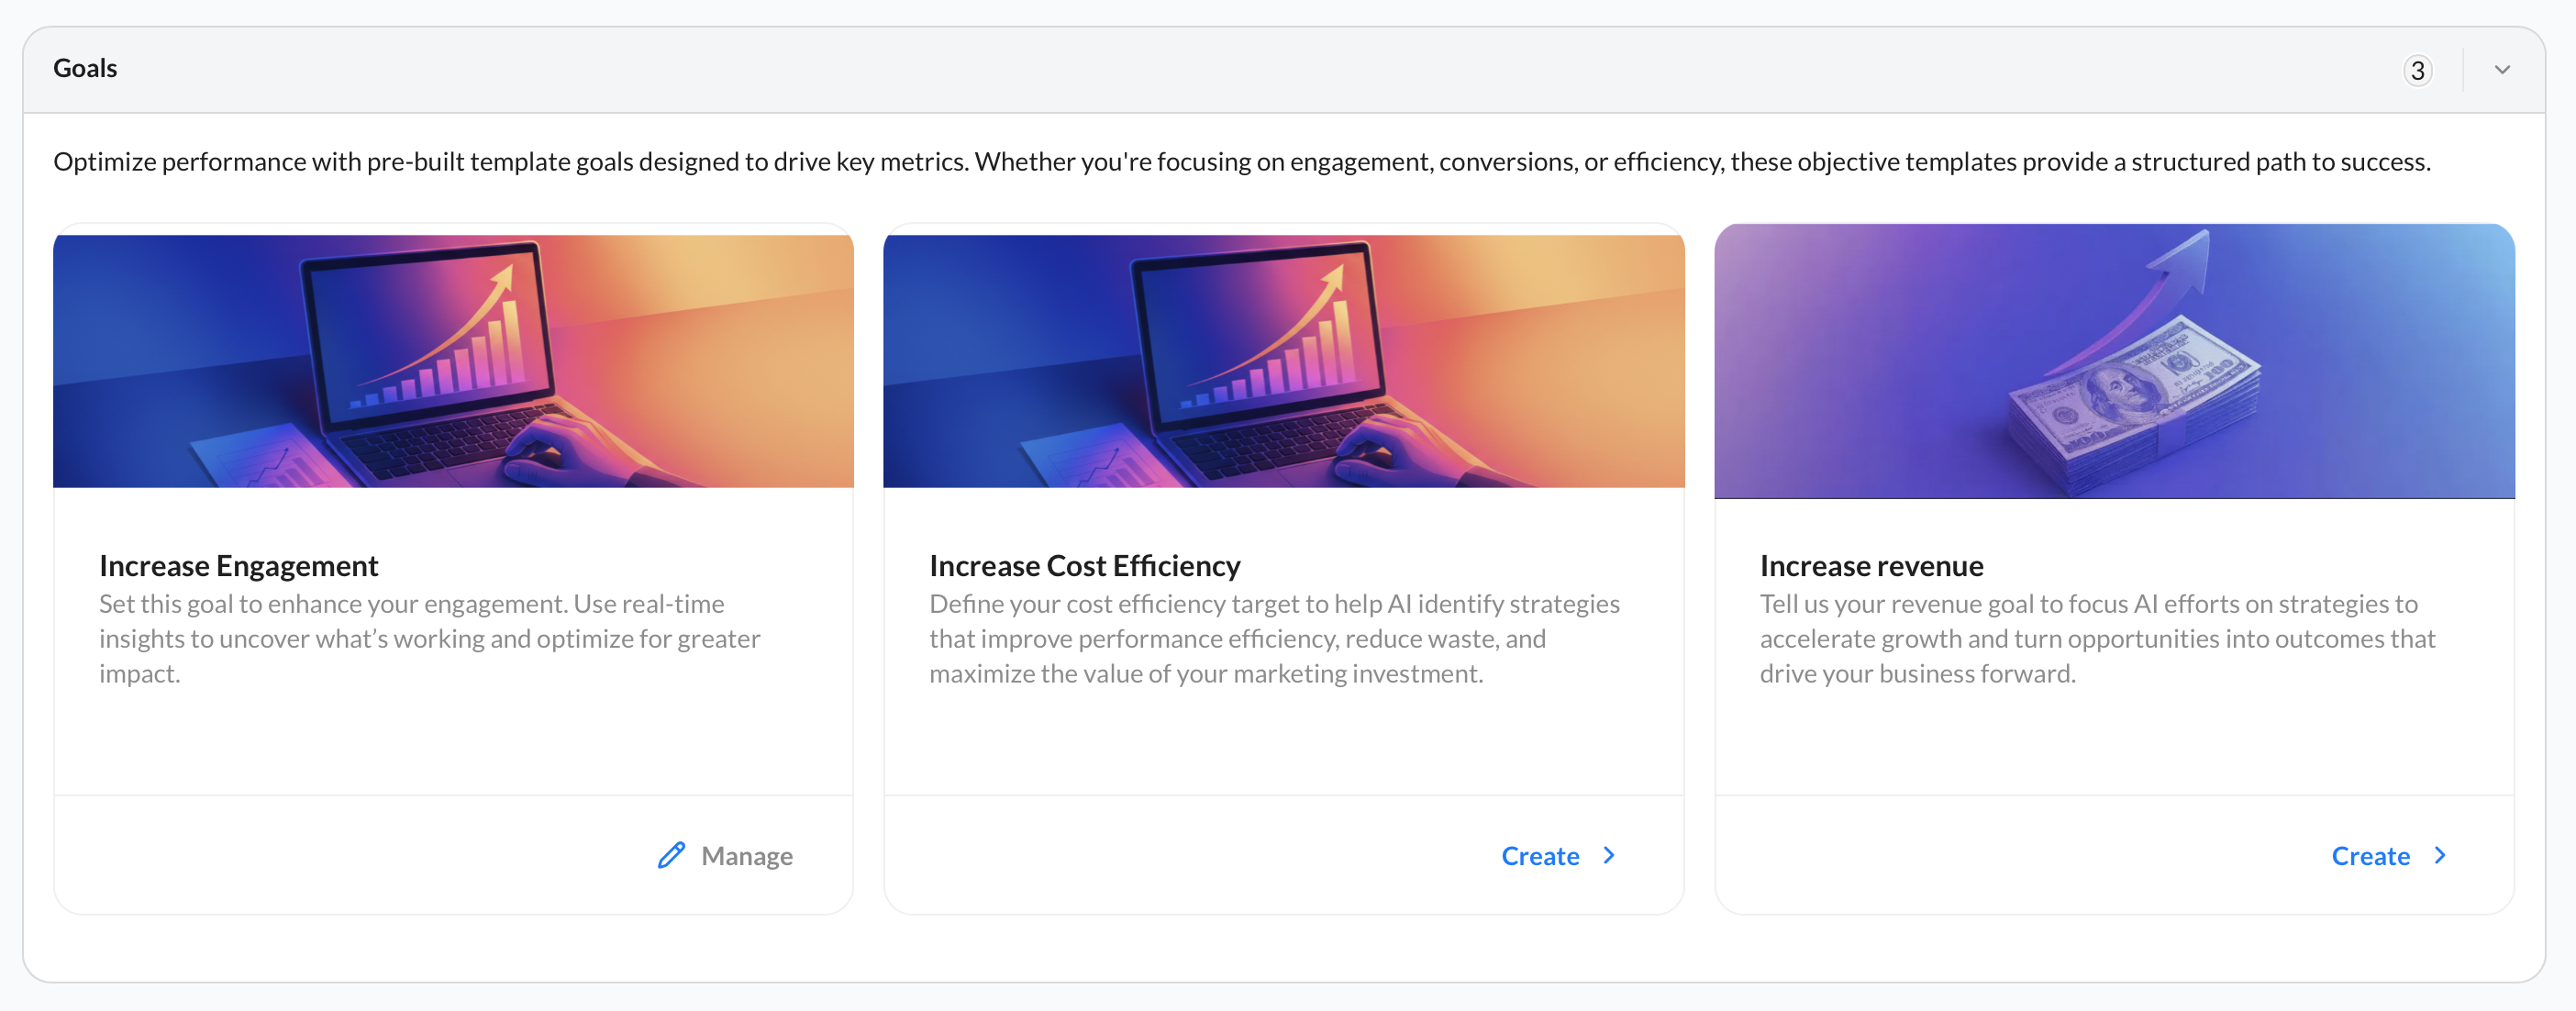 Goals
3
Optimize performance with pre-built template goals designed to drive key metrics. Whether you're focusing on engagement, conversions, or efficiency, these objective templates provide a structured path to success.
100
100
100
Increase Engagement
Set this goal to enhance your engagement. Use real-time
insights to uncover what’s working and optimize for greater
impact.
Manage
Increase Cost Efficiency
Define your cost efficiency target to help AI identify strategies
that improve performance efficiency, reduce waste, and
maximize the value of your marketing investment.
Create
Increase revenue
Tell us your revenue goal to focus AI efforts on strategies to
accelerate growth and turn opportunities into outcomes that
drive your business forward.
Create